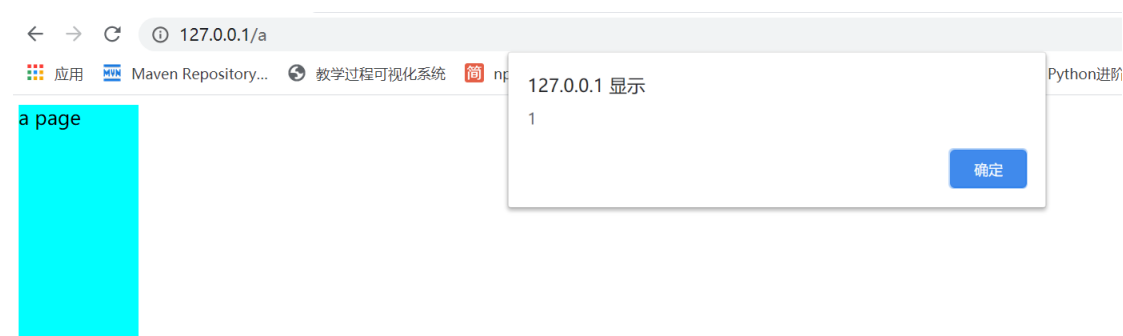 127.0.0.1/a
应用 MVN Maven Repository... 教学过程可视化系统 简 np Python进阶
127.0.0.1 显示
1
确定
a page